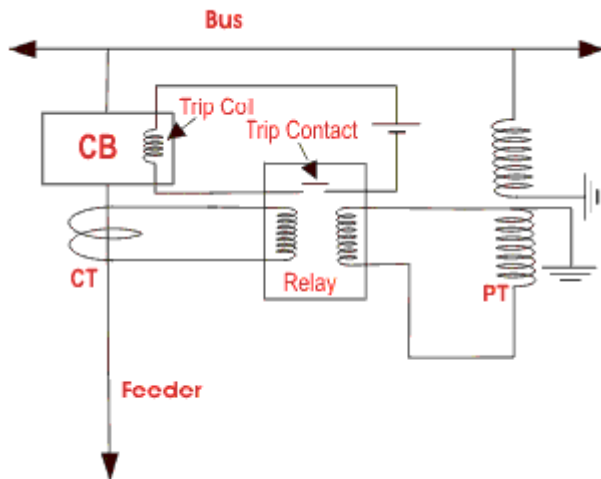 Bus
Trip Coil
Trip Contact
CB
Relay
CT
PT
Feeder